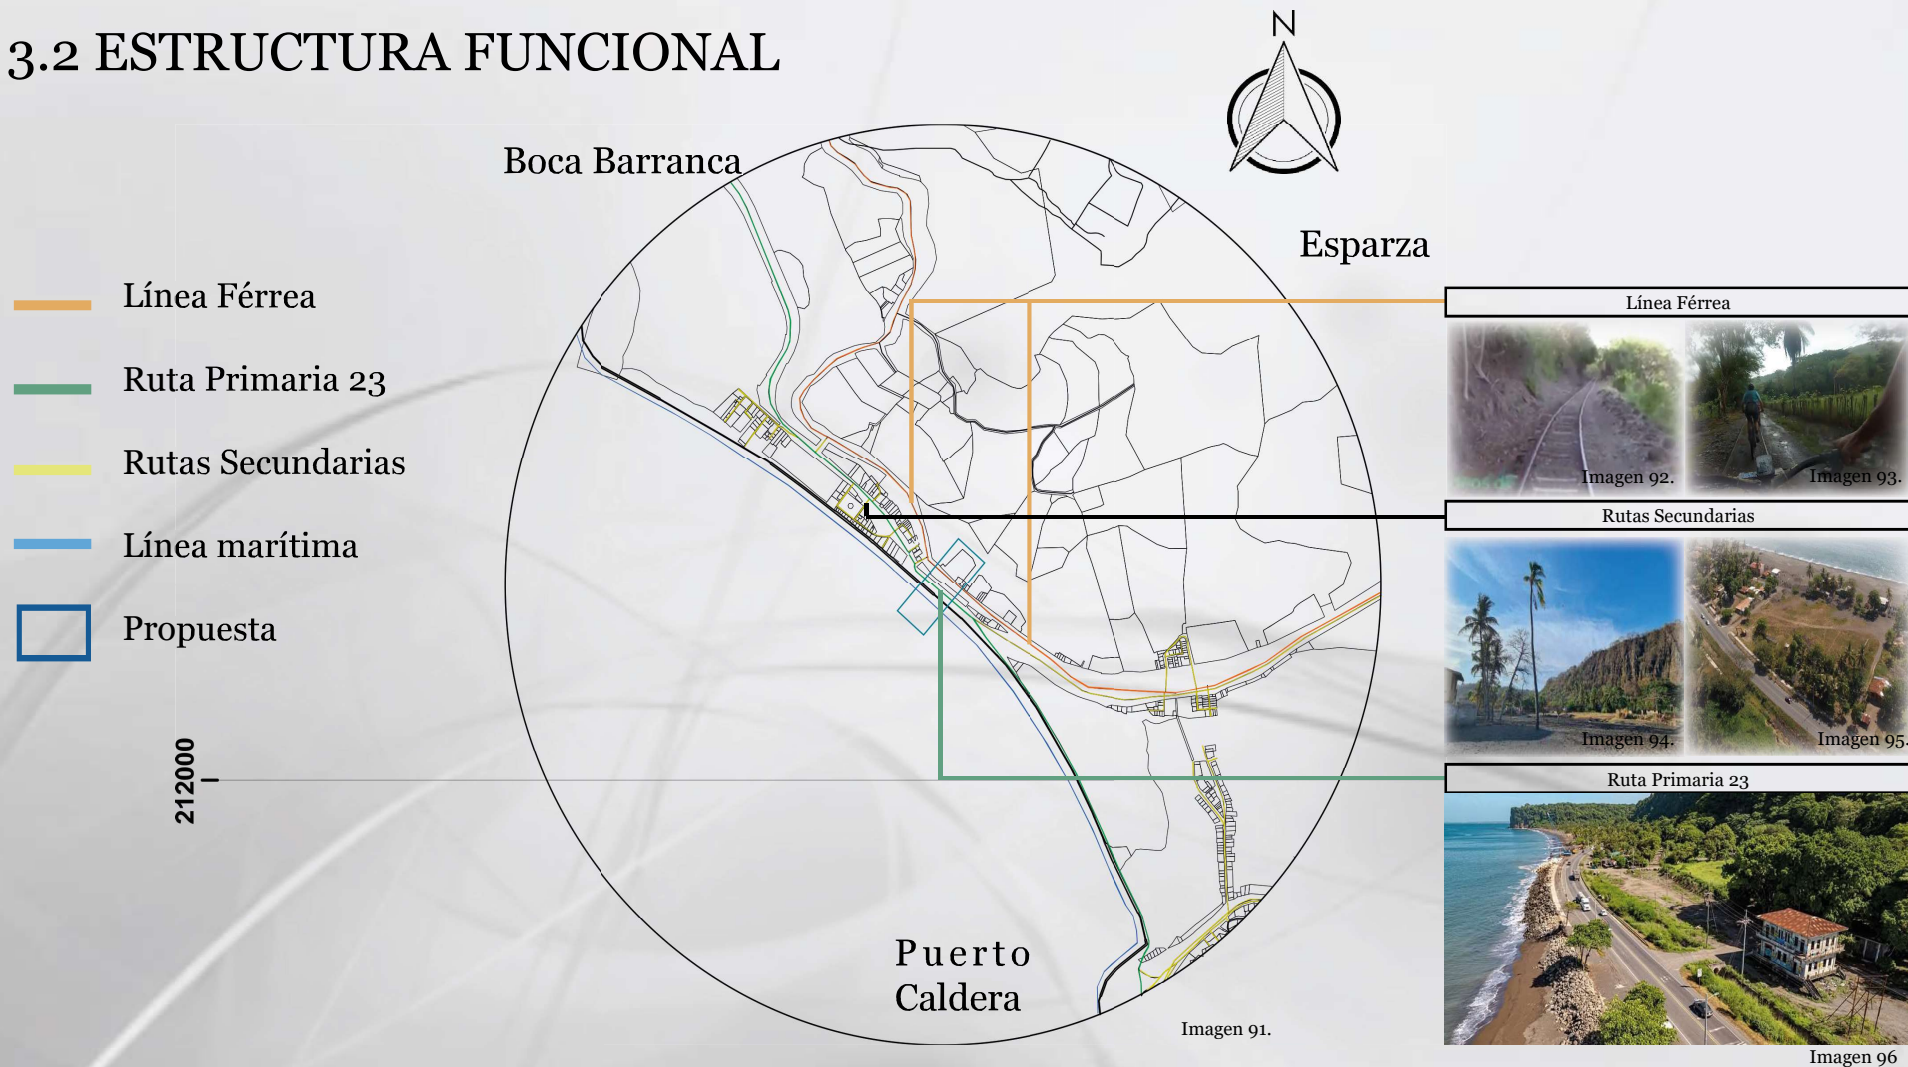 3.2 ESTRUCTURA FUNCIONAL
N
Boca Barranca
Esparza
Línea Férrea
Ruta Primaria 23
Rutas Secundarias
Línea marítima
Propuesta
212000
Puerto
Caldera
Imagen 91.
Línea Férrea
Imagen 92.
Imagen 93.
Rutas Secundarias
Imagen 94.
Imagen 95.
Ruta Primaria 23
Imagen 96